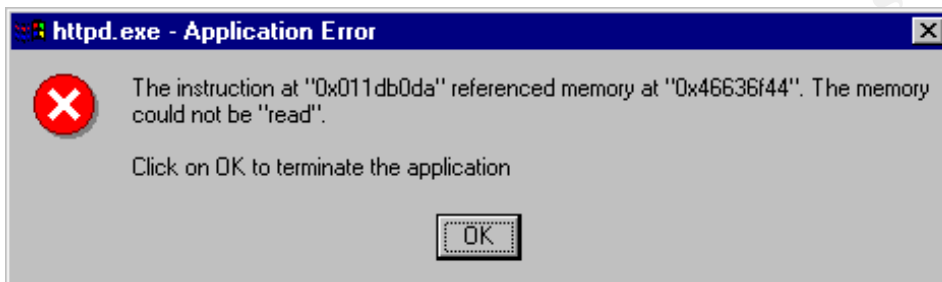 httpd.exe - Application Error
The instruction at "0x011db0da" referenced memory at "0x46636f44". The memory
could not be "read".
Click on OK to terminate the application
OK